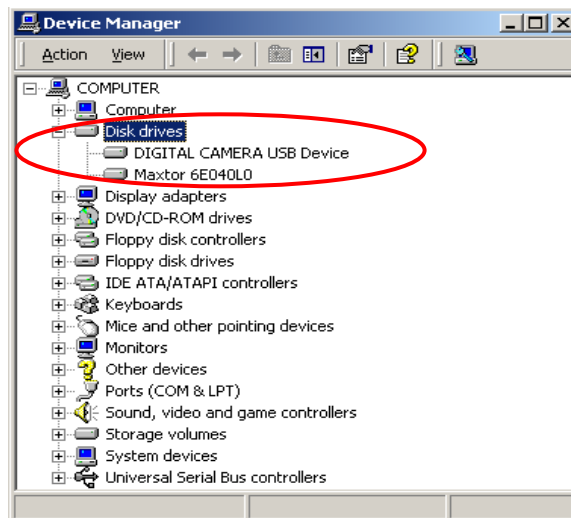 Device Manager
Action View
COMPUTER
Computer
Disk drives
DIGITAL CAMERA USB Device
Maxtor 6E040L0
Display adapters
DVD/CD-ROM drives
Floppy disk controllers
Floppy disk drives
IDE ATA/ATAPI controllers
Keyboards
Mice and other pointing devices
Monitors
Other devices
Ports (COM & LPT)
Sound, video and game controllers
Storage volumes
System devices
Universal Serial Bus controllers